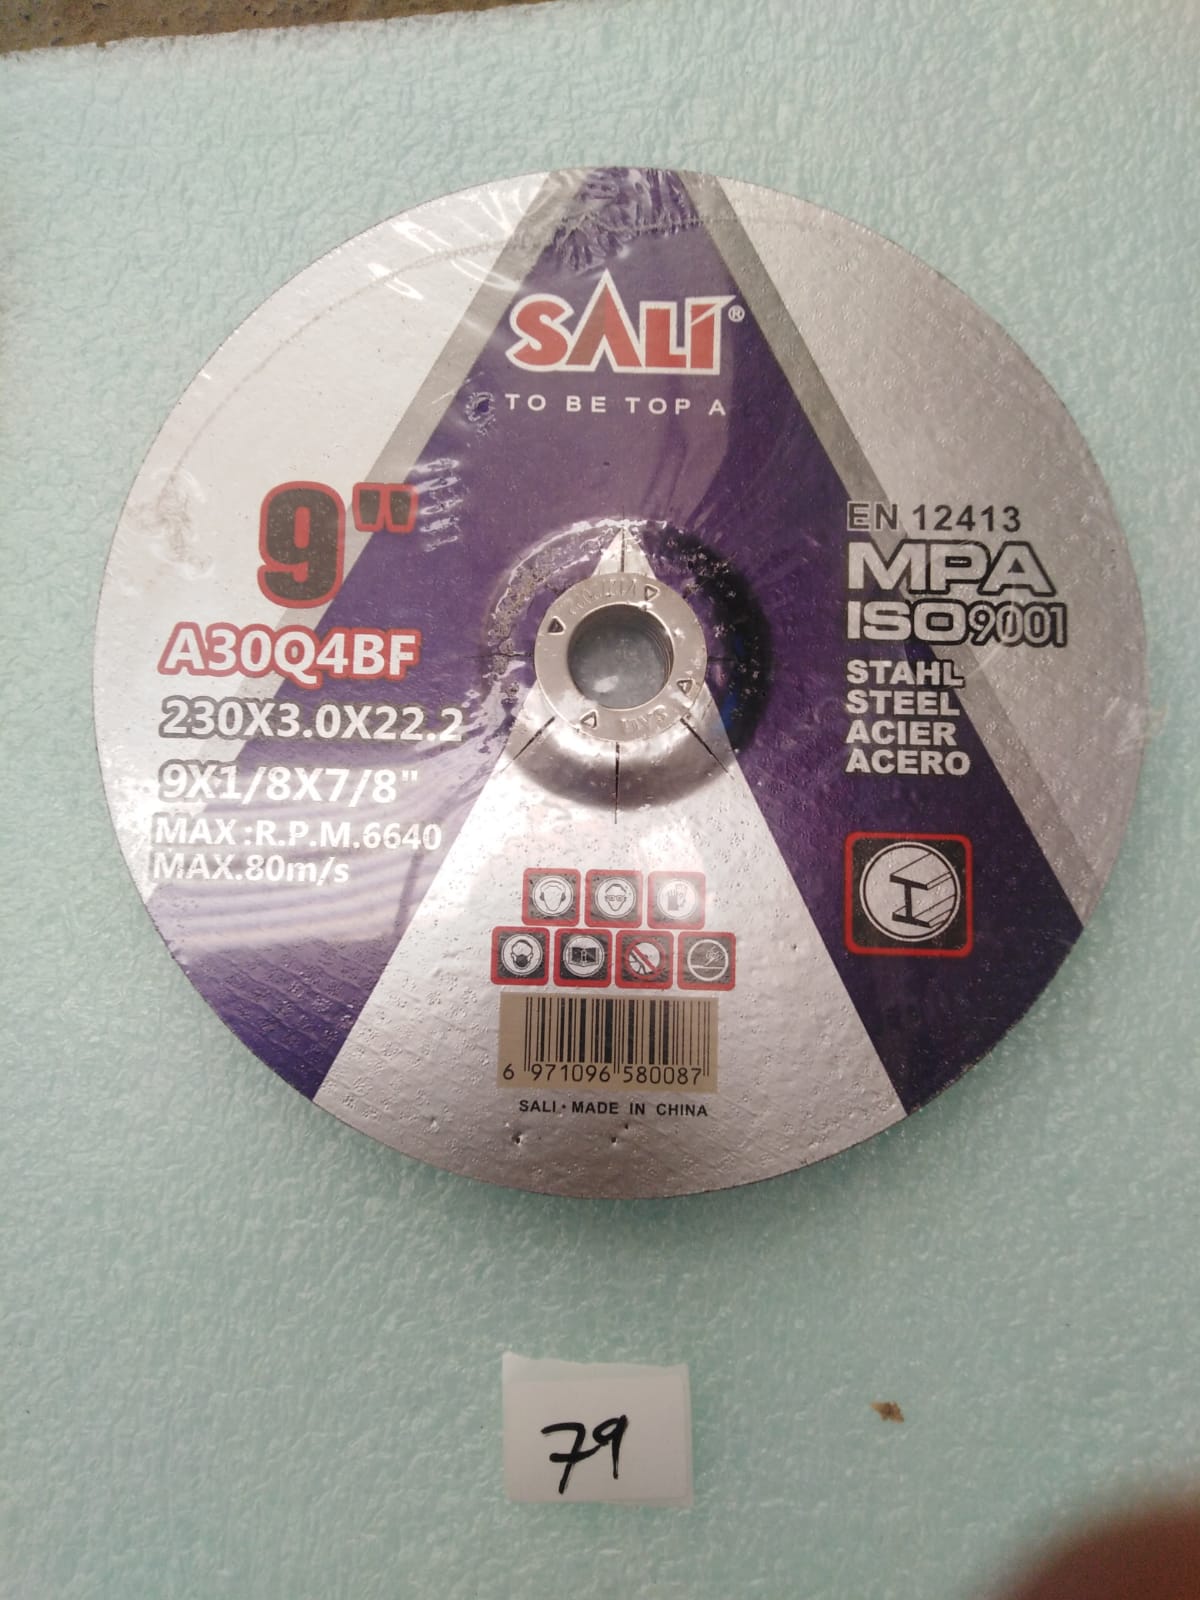 SALI®
TO BE TOP A
9"
A30Q4BF
230X3.0X22.2
9X1/8X7/8"
MAX:R.P.M.6640
MAX.80m/s
EN 12413
MPA
ISO9001
STAHL
STEEL
ACIER
ACERO
6 971096 580087
SALI·MADE IN CHINA
79